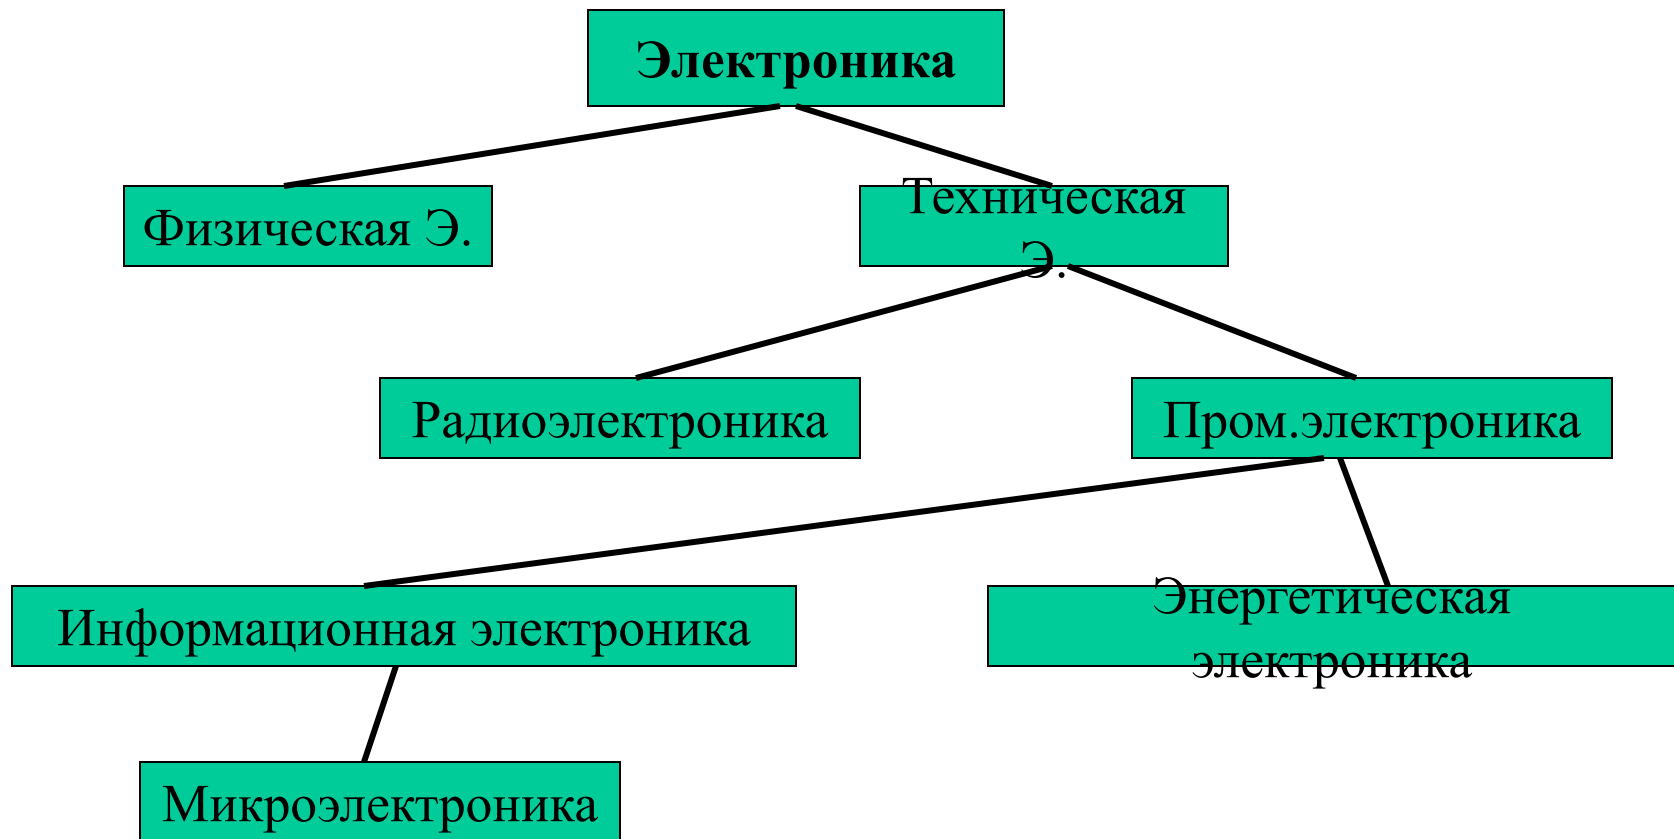 Электроника
Физическая Э.
Техническая
Э.
Радиоэлектроника
Пром.электроника
Информационная электроника
Энергетическая
электроника
Микроэлектроника